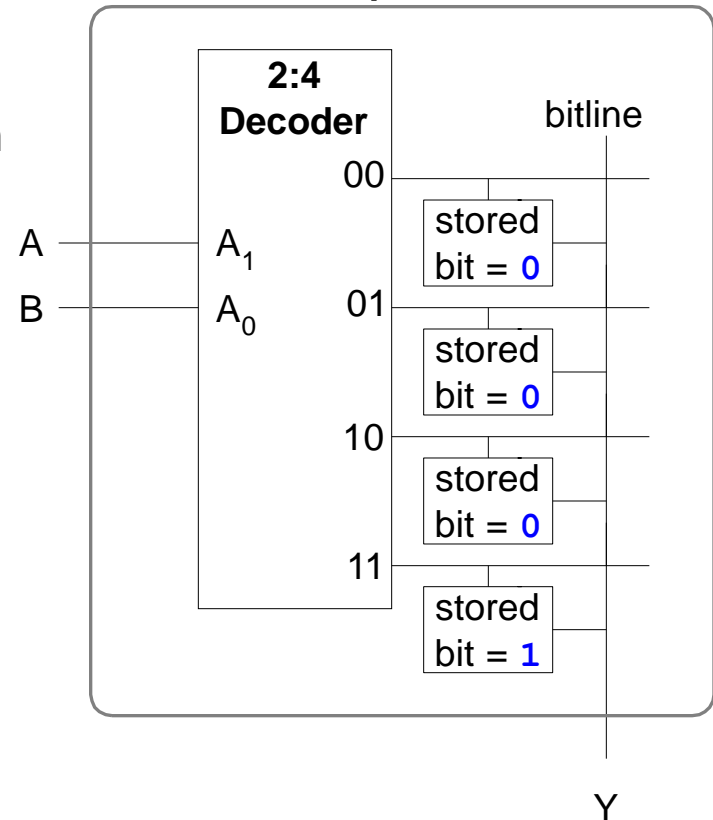 2:4
Decoder
bitline
00
stored
bit = 0
A
A1
B
A0
01
stored
bit = 0
10
stored
bit = 0
11
stored
bit = 1
Y